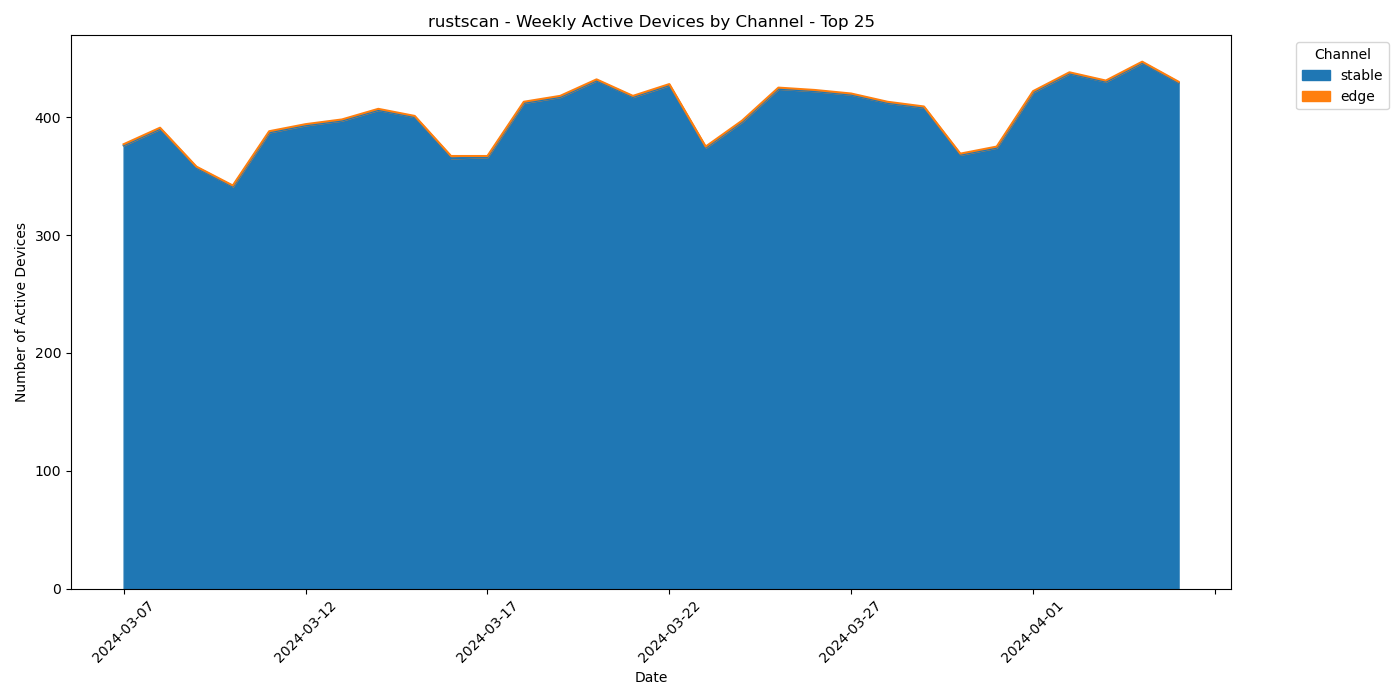 rustscan - Weekly Active Devices by Channel - Top 25
Channel
stable
edge
Number of Active Devices
400
300
200
100
0
2024-03-07
2024-03-12
2024-03-17
2024-03-22
2024-03-27
2024-04-01
Date